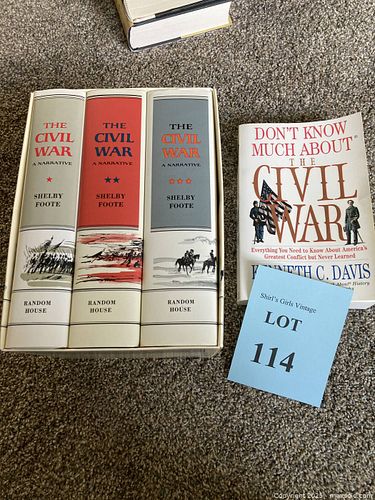 THE
CIVIL
WAR
A NARRATIVE
SHELBY
FOOTE
RANDOM
HOUSE
THE
CIVIL
WAR
A NARRATIVE
SHELBY
FOOTE
RANDOM
HOUSE
THE
CIVIL
WAR
A NARRATIVE
SHELBY
FOOTE
RANDOM
HOUSE
DON'T KNOW
MUCH ABOUT®
THE
CIVIL
WAR
Everything You Need to Know About America's
Greatest Conflict but Never Learned
KENNETH C. DAVIS
About® History
Shirl's Girls Vintage
LOT
114